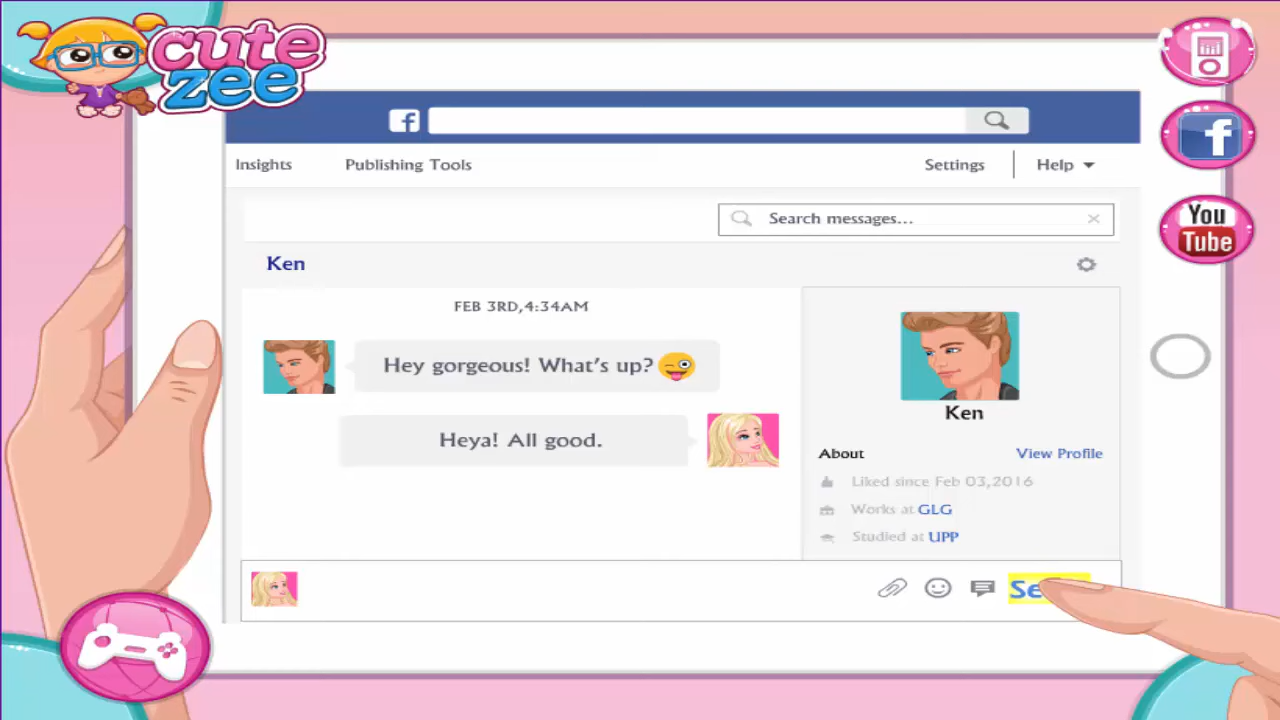 cute
zee
f
Insights
Publishing Tools
Settings
Help
f
You
Tube
Search messages...
Ken
FEB 3RD,4:34AM
Hey gorgeous! What's up?
Heya! All good.
Ken
About
View Profile
Liked since Feb 03,2016
Works at GLG
Studied at UPP